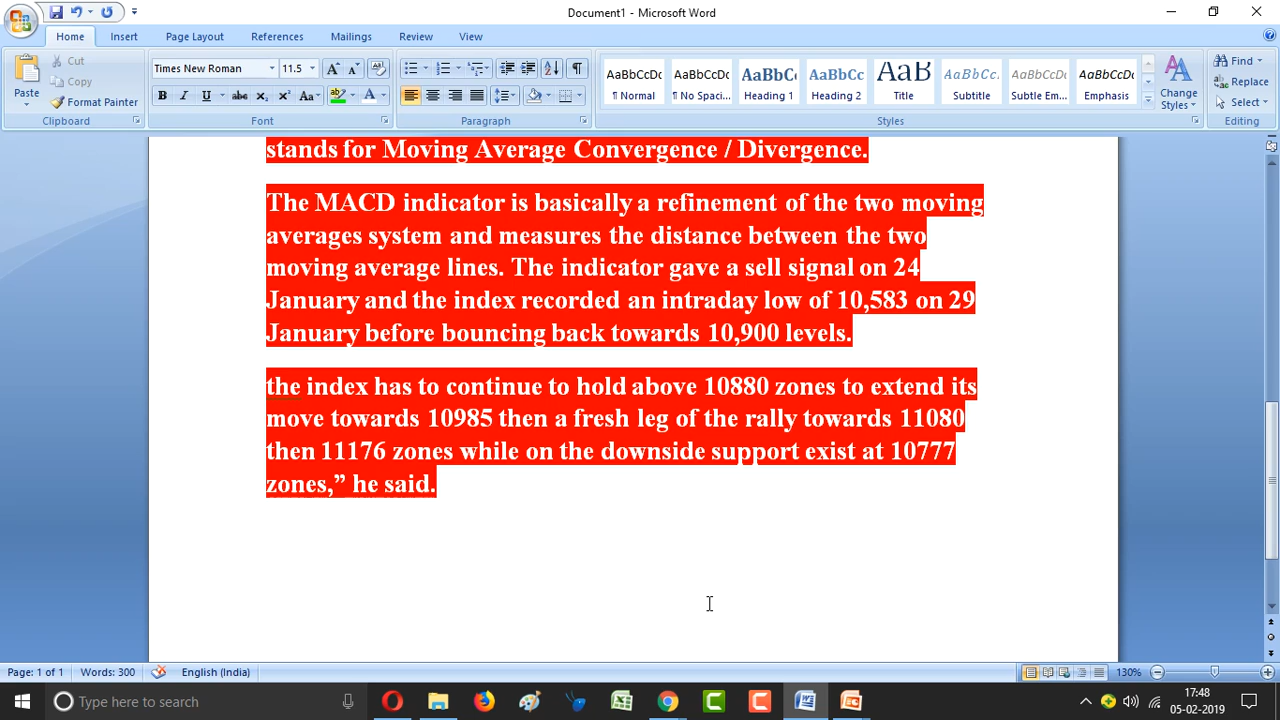 Document1 - Microsoft Word
Home Insert Page Layout References Mailings Review View
Paste
Cut
Copy
Format Painter
Clipboard
Times New Roman 11.5
Font
Paragraph
AaBbCcDc AaBbCcDc AaBbCc AaBbCc AaB AaBbCc. AaBbCcDc AaBbCcDc
¶ Normal ¶ No Spaci... Heading 1 Heading 2 Title Subtitle Subtle Em... Emphasis
Change
Styles
Styles
Find
Replace
Select
Editing
stands for Moving Average Convergence / Divergence.
The MACD indicator is basically a refinement of the two moving
averages system and measures the distance between the two
moving average lines. The indicator gave a sell signal on 24
January and the index recorded an intraday low of 10,583 on 29
January before bouncing back towards 10,900 levels.
the index has to continue to hold above 10880 zones to extend its
move towards 10985 then a fresh leg of the rally towards 11080
then 11176 zones while on the downside support exist at 10777
zones,” he said.
Page: 1 of 1 Words: 300 English (India) 130%
Type here to search
17:48
05-02-2019